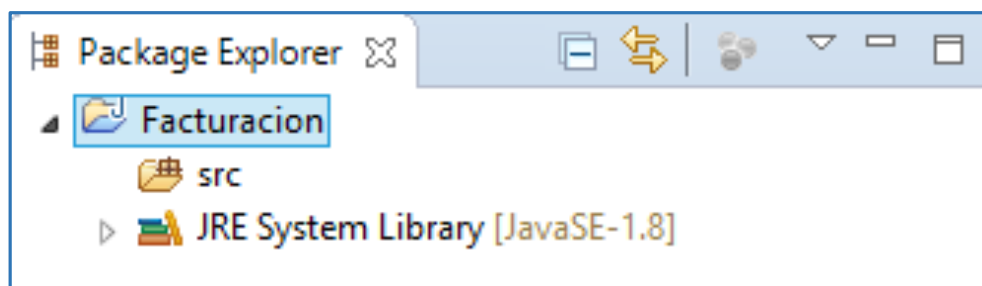 Package Explorer
Facturacion
src
JRE System Library [JavaSE-1.8]